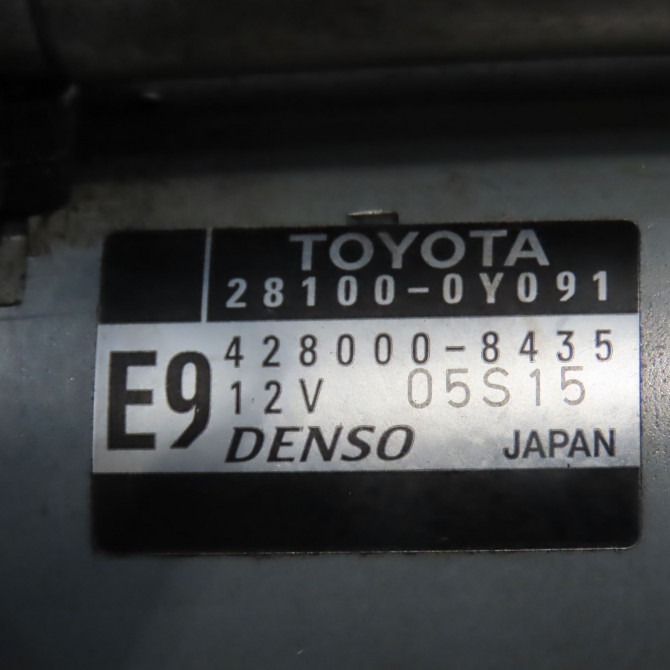 TOYOTA
28100-0Y091
E9
428000-8435
12V 05S15
DENSO JAPAN